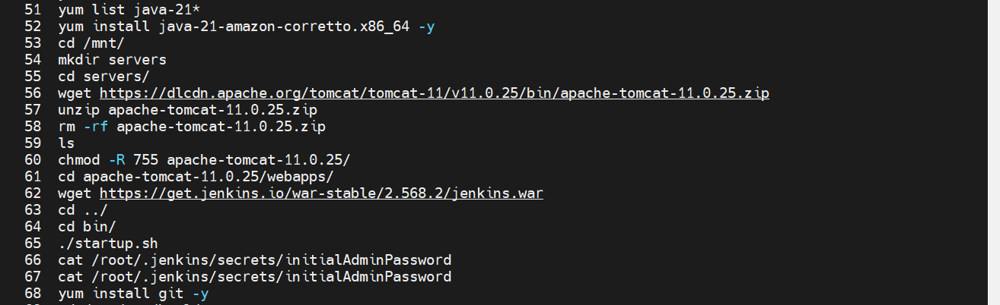 51 yum list java-21*
52 yum install java-21-amazon-corretto.x86_64 -y
53 cd /mnt/
54 mkdir servers
55 cd servers/
56 wget https://dlcdn.apache.org/tomcat/tomcat-11/v11.0.25/bin/apache-tomcat-11.0.25.zip
57 unzip apache-tomcat-11.0.25.zip
58 rm -rf apache-tomcat-11.0.25.zip
59 ls
60 chmod -R 755 apache-tomcat-11.0.25/
61 cd apache-tomcat-11.0.25/webapps/
62 wget https://get.jenkins.io/war-stable/2.568.2/jenkins.war
63 cd ../
64 cd bin/
65 ./startup.sh
66 cat /root/.jenkins/secrets/initialAdminPassword
67 cat /root/.jenkins/secrets/initialAdminPassword
68 yum install git -y